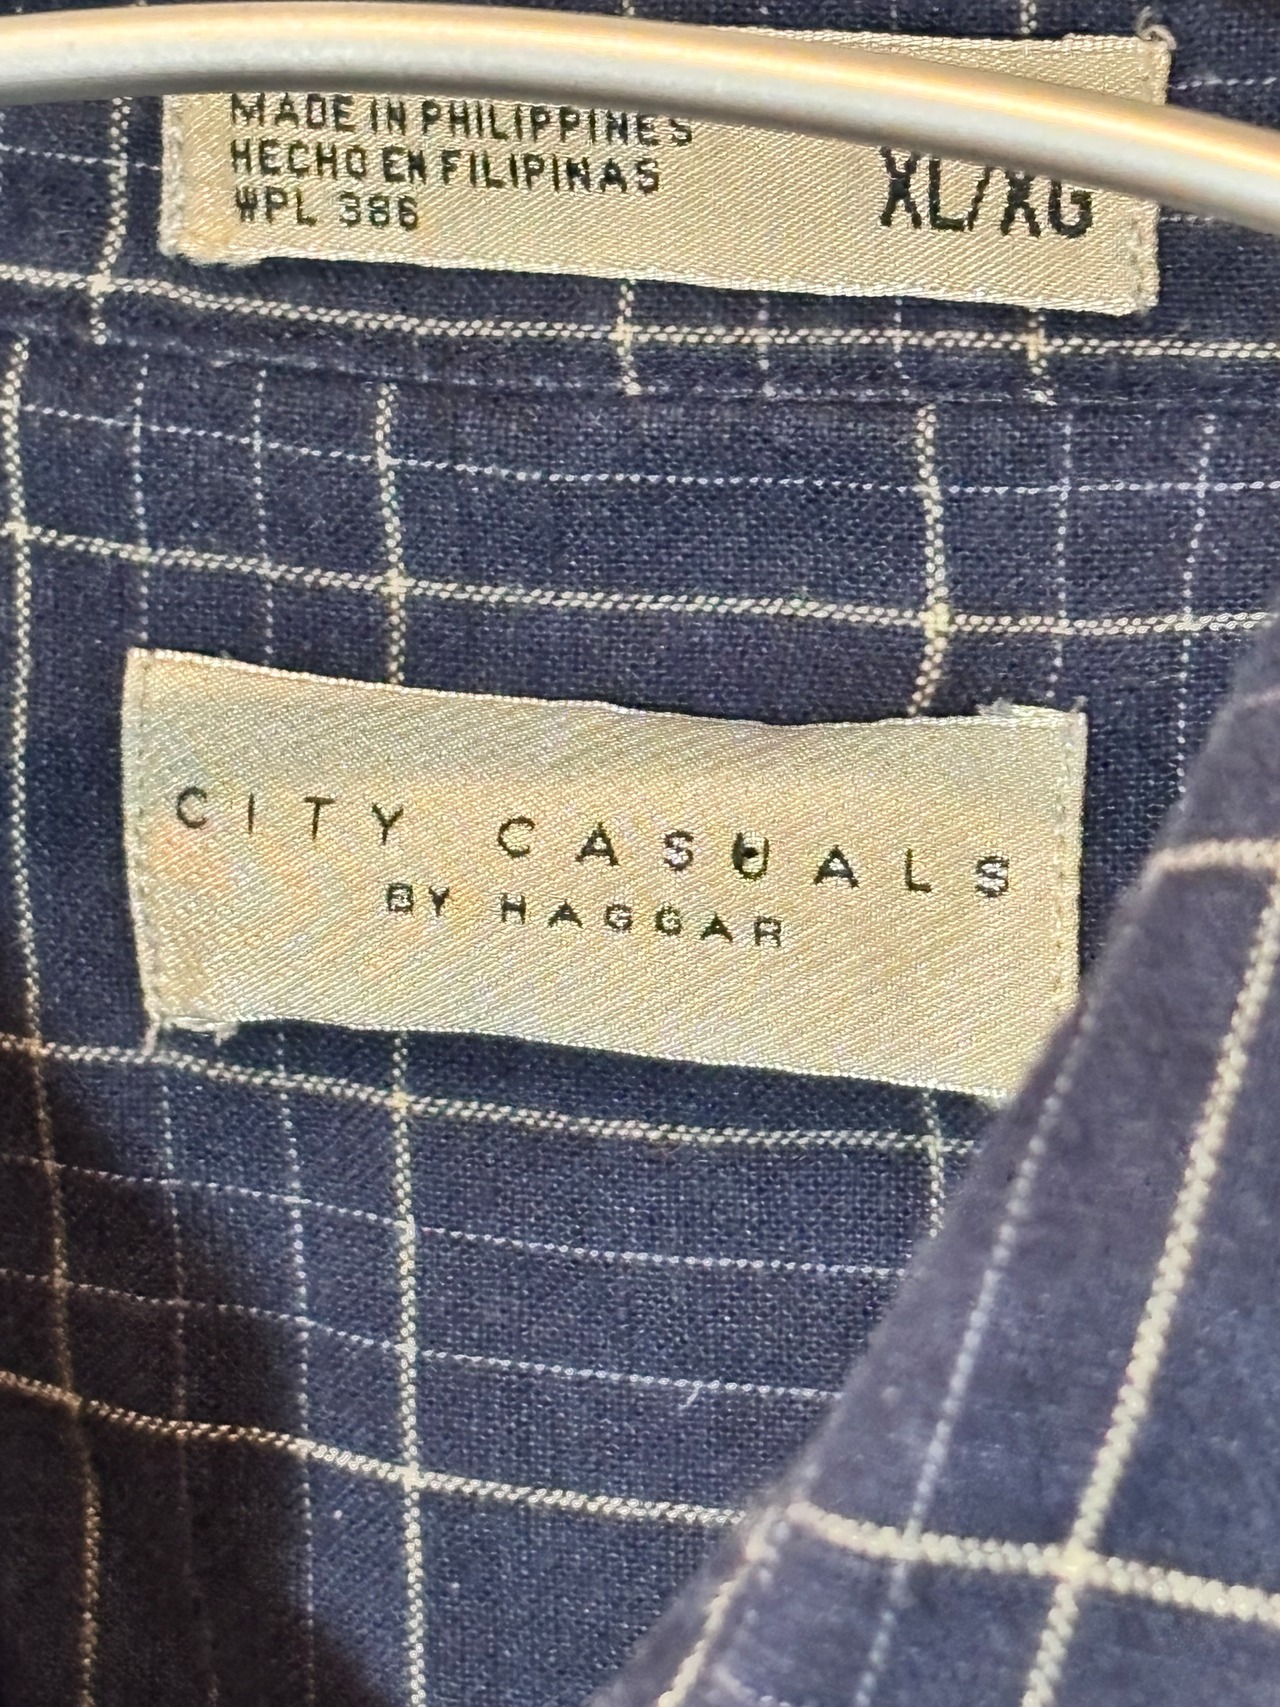 MADE IN PHILIPPINES
HECHO EN FILIPINAS
WPL 386
XL/XG
CITY CASUALS
BY HAGGAR